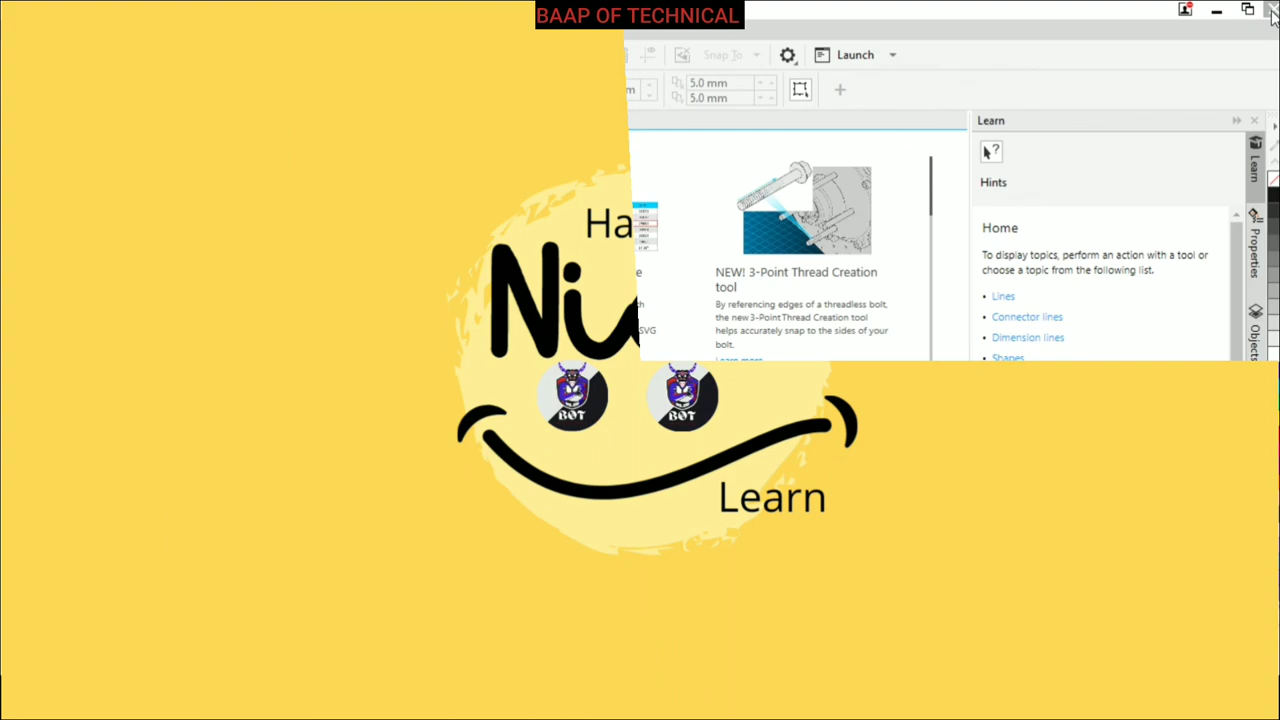 BAAP OF TECHNICAL
Snap To
Launch
m
5.0 mm
5.0 mm
Learn
Hints
Home
To display topics, perform an action with a tool or
choose a topic from the following list.
• Lines
• Connector lines
• Dimension lines
• Shapes
Learn
Properties
Objects
NEW! 3-Point Thread Creation
tool
By referencing edges of a threadless bolt,
the new 3-Point Thread Creation tool
helps accurately snap to the sides of your
bolt.
Learn more
SVG
Ha
Ni
BOT
BOT
Learn